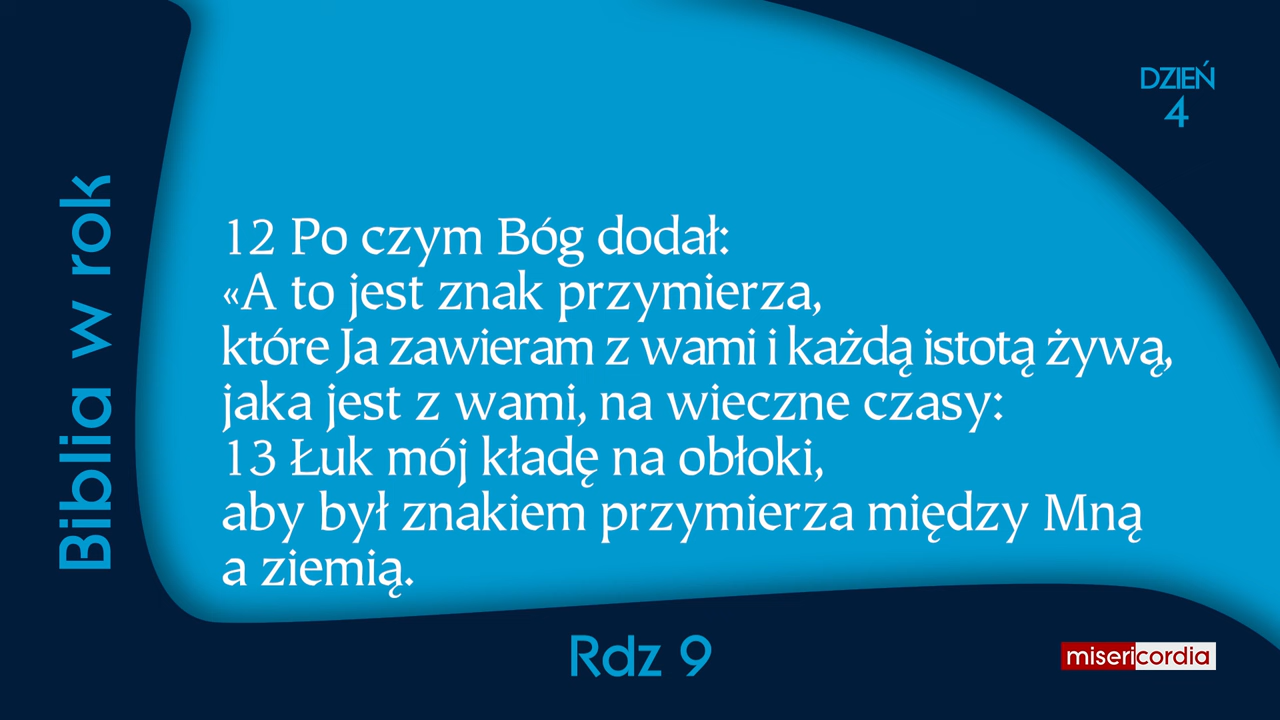 DZIEŃ
4
Biblia w rok
12 Po czym Bóg dodał:
«A to jest znak przymierza,
które Ja zawieram z wami i każdą istotą żywą,
jaka jest z wami, na wieczne czasy:
13 Łuk mój kładę na obłoki,
aby był znakiem przymierza między Mną
a ziemią.
Rdz 9
misericordia